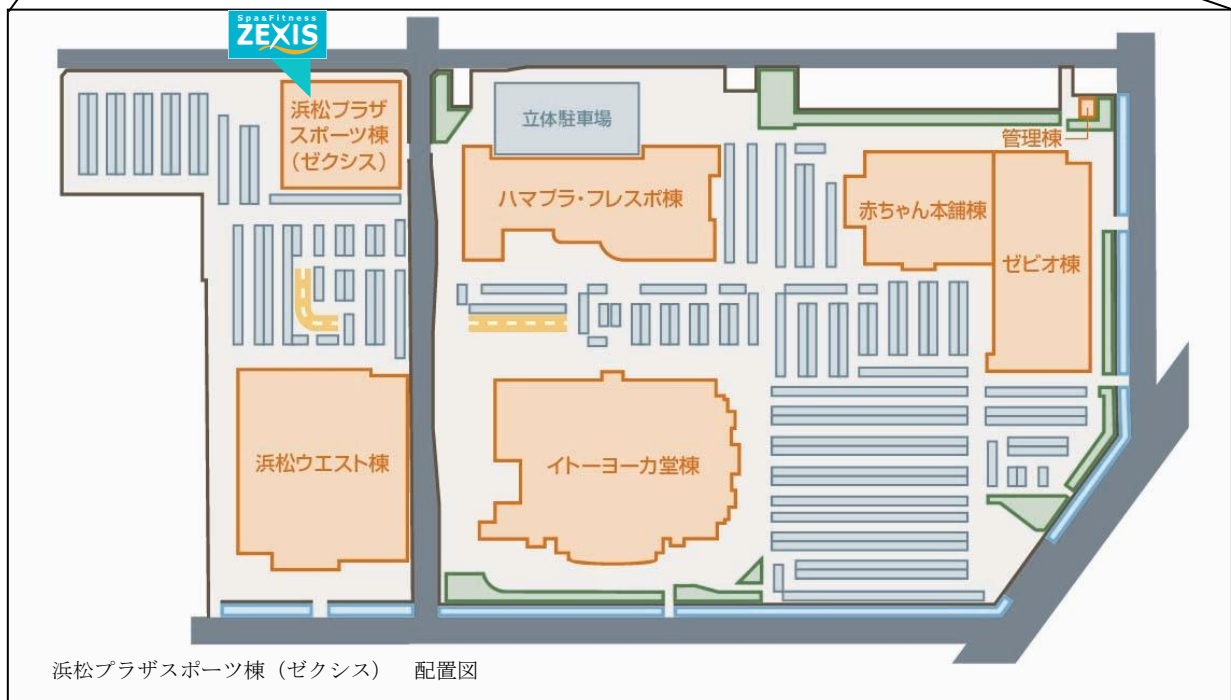 Spa&Fitness
ZEXIS
浜松プラザ
スポーツ棟
(ゼクシス)
立体駐車場
管理棟
ハマプラ・フレスポ棟
赤ちゃん本舗棟
ゼビオ棟
浜松ウエスト棟
イトーヨーカ堂棟
浜松プラザスポーツ棟(ゼクシス) 配置図